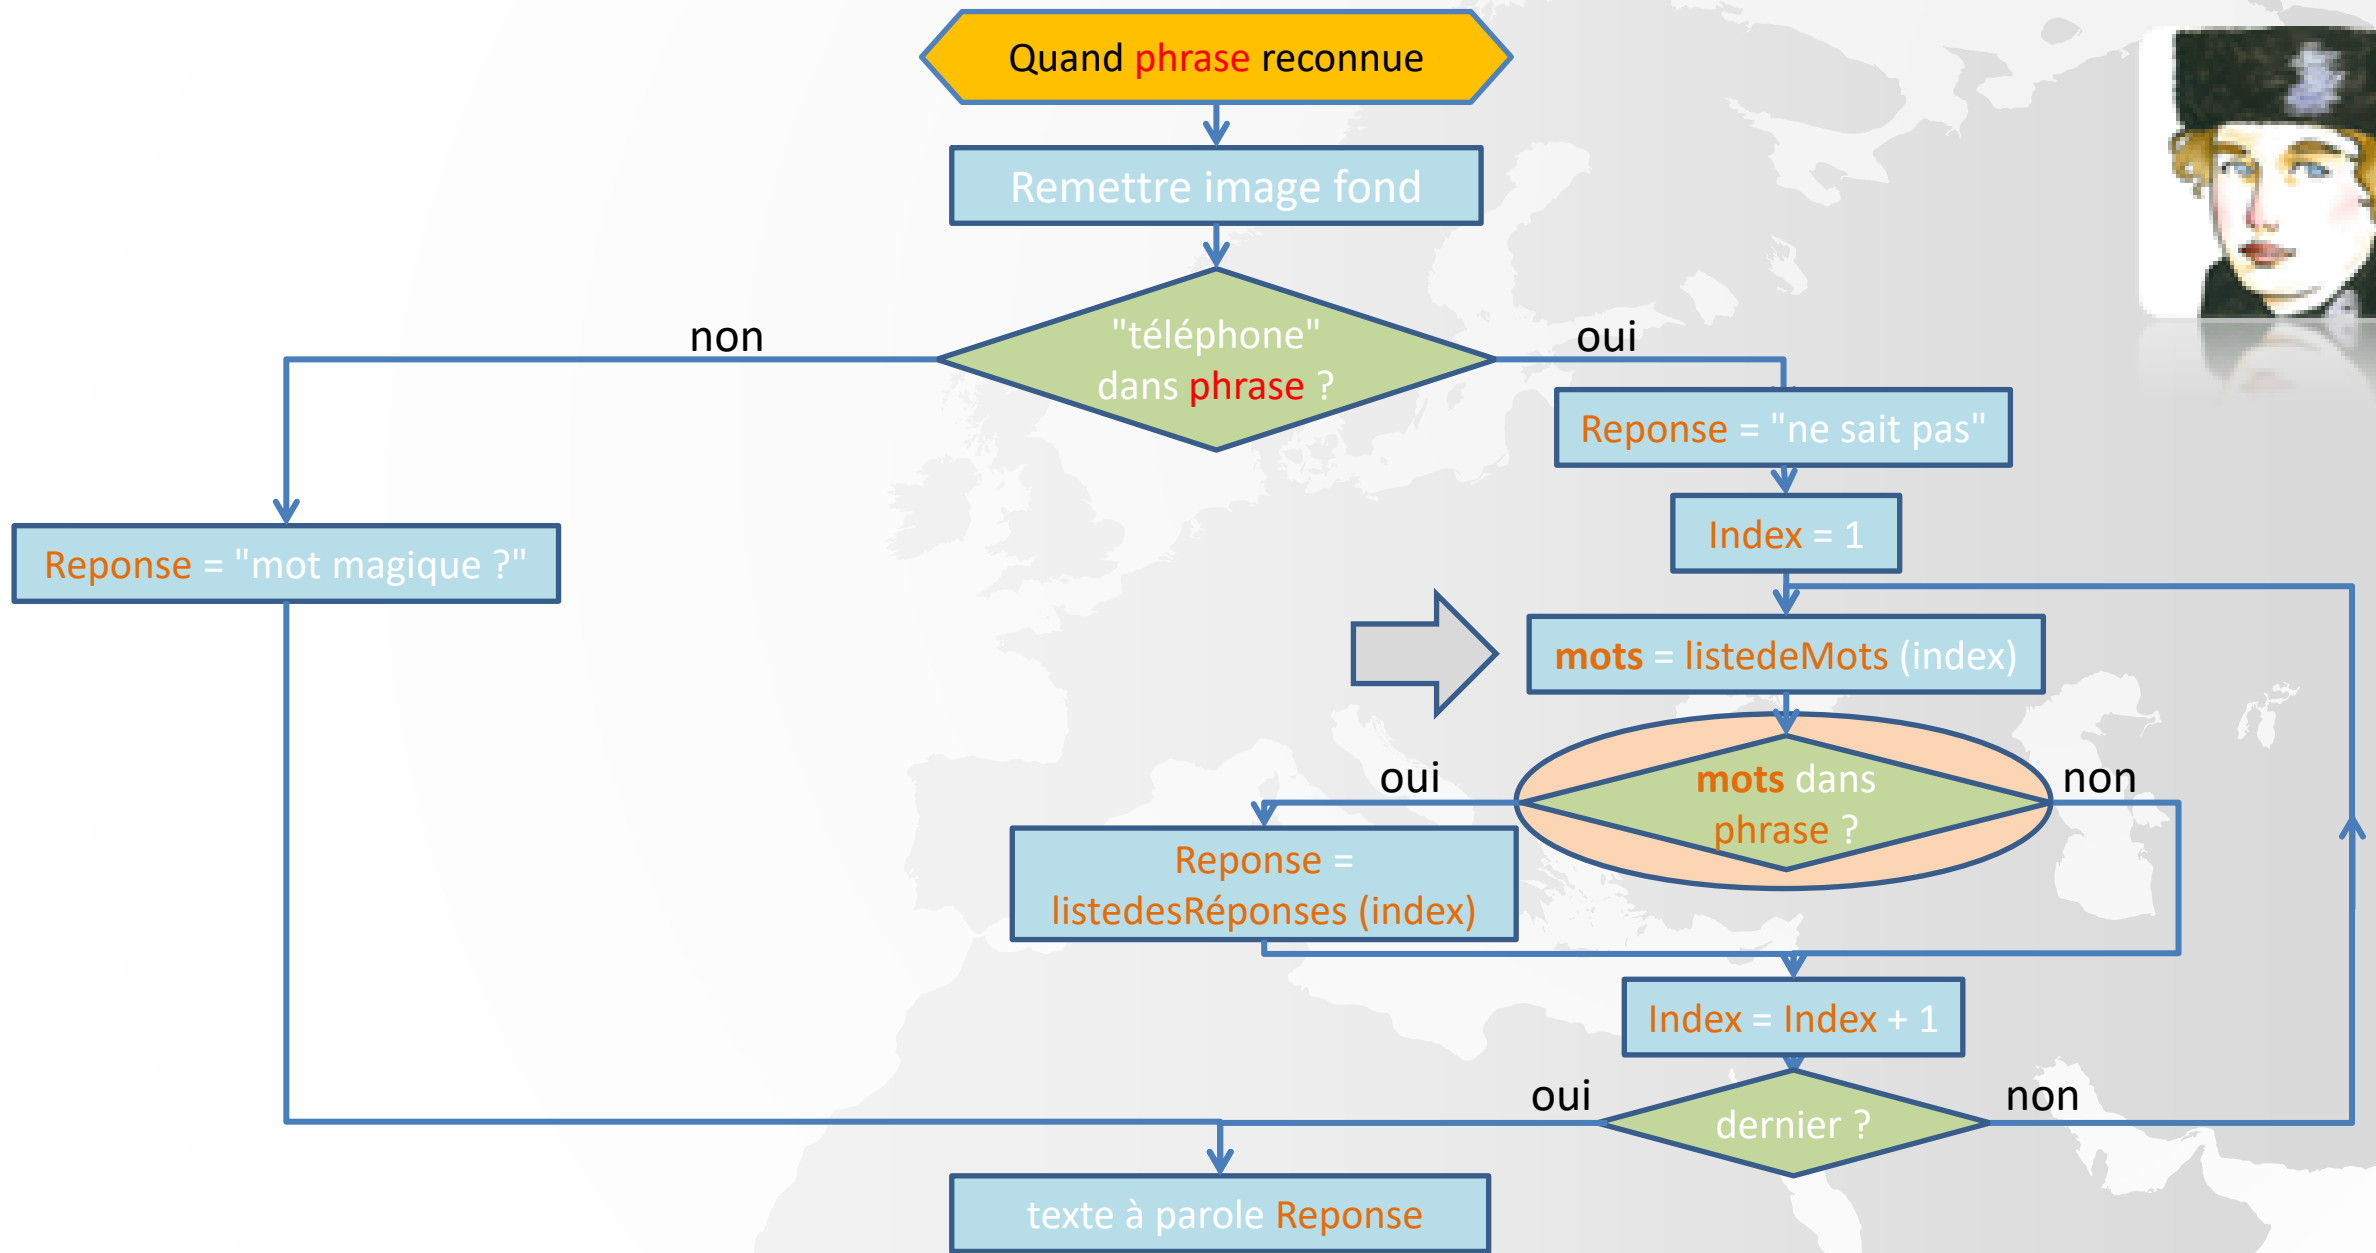 Quand phrase reconnue
Remettre image fond
non
"téléphone"
dans phrase ?
oui
Reponse = "ne sait pas"
Index = 1
Reponse = "mot magique ?"
mots = listedeMots (index)
oui
mots dans
phrase ?
non
Reponse =
listedesRéponses (index)
Index = Index + 1
oui
dernier ?
non
texte à parole Reponse